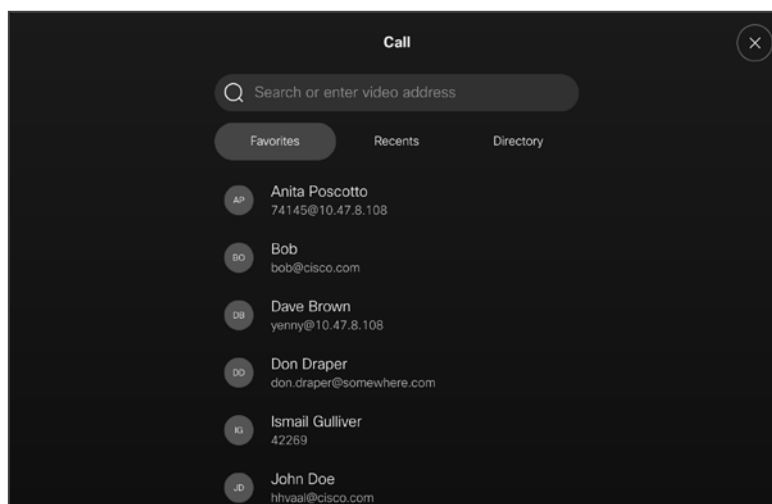 Call
Search or enter video address
Favorites Recents Directory
AP
Anita Poscotto
74145@10.47.8.108
BO
Bob
bob@cisco.com
DB
Dave Brown
yenny@10.47.8.108
DD
Don Draper
don.draper@somewhere.com
IG
Ismail Gulliver
42269
JD
John Doe
hhvaal@cisco.com